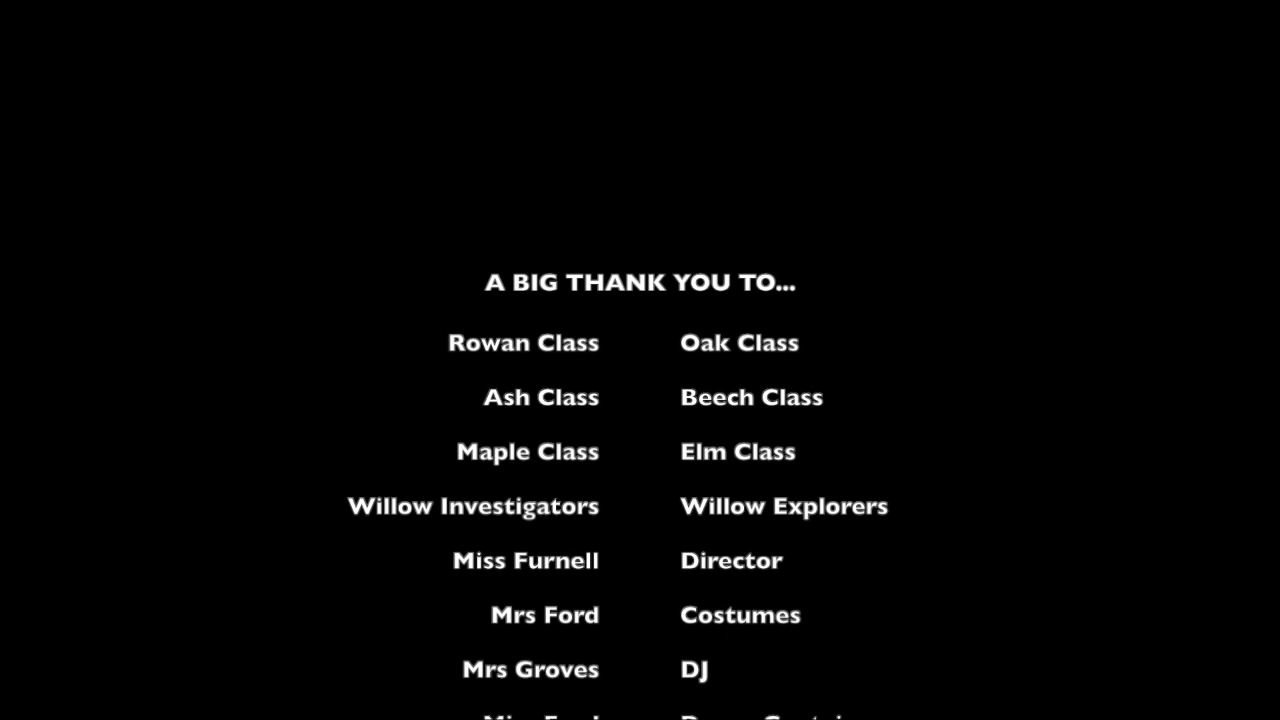 A BIG THANK YOU TO...
Rowan Class Oak Class
Ash Class Beech Class
Maple Class Elm Class
Willow Investigators Willow Explorers
Miss Furnell Director
Mrs Ford Costumes
Mrs Groves DJ